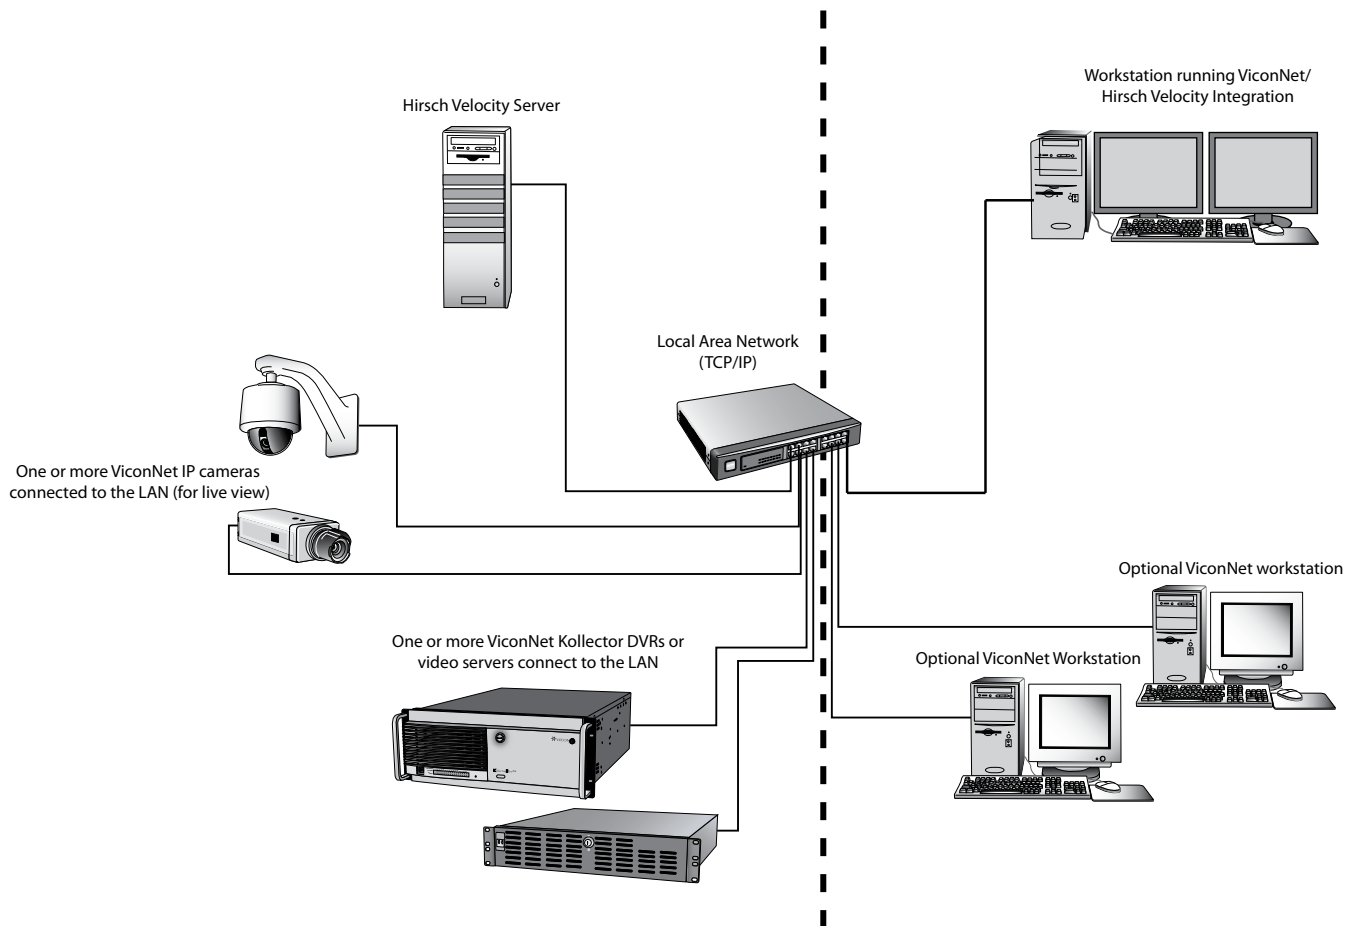 Workstation running ViconNet/
Hirsch Velocity Integration
Hirsch Velocity Server
Local Area Network
(TCP/IP)
One or more ViconNet IP cameras
connected to the LAN (for live view)
Optional ViconNet workstation
One or more ViconNet Kollector DVRs or
video servers connect to the LAN
Optional ViconNet Workstation